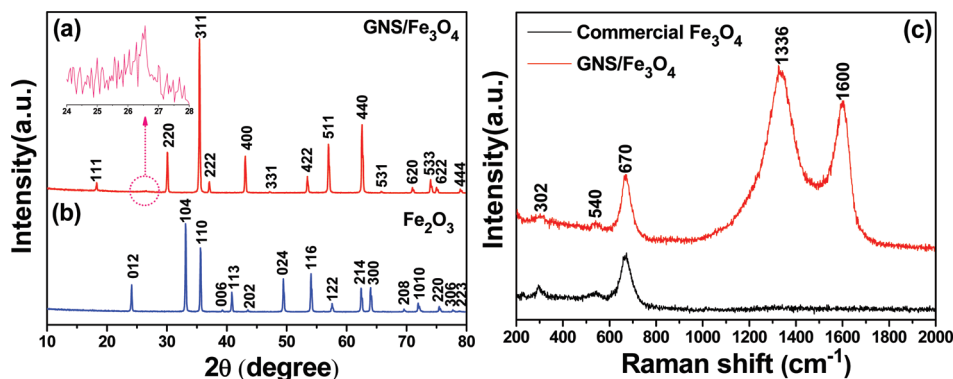 (a)
GNS/Fe₃O₄
Intensity(a.u.)
24 25 26 27 28
111 220 311 222 400 331 422 511 440 531 620 533 622 444
(b)
Fe₂O₃
012 104 110 006 113 202 024 116 122 214 300 208 1010 220 306 223
10 20 30 40 50 60 70 80
2θ (degree)
(c)
Commercial Fe₃O₄
GNS/Fe₃O₄
Intensity(a.u.)
302 540 670 1336 1600
200 400 600 800 1000 1200 1400 1600 1800 2000
Raman shift (cm⁻¹)